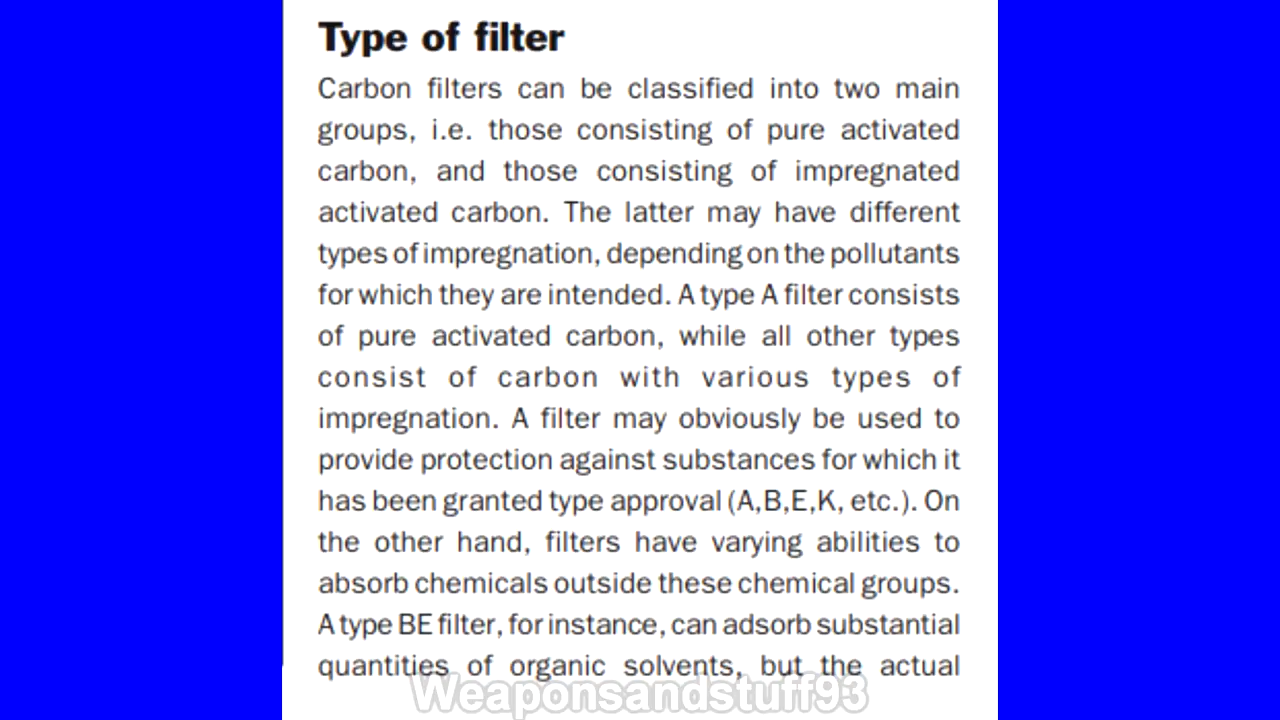 Type of filter
Carbon filters can be classified into two main
groups, i.e. those consisting of pure activated
carbon, and those consisting of impregnated
activated carbon. The latter may have different
types of impregnation, depending on the pollutants
for which they are intended. A type A filter consists
of pure activated carbon, while all other types
consist of carbon with various types of
impregnation. A filter may obviously be used to
provide protection against substances for which it
has been granted type approval (A,B,E,K, etc.). On
the other hand, filters have varying abilities to
absorb chemicals outside these chemical groups.
A type BE filter, for instance, can adsorb substantial
quantities of organic solvents, but the actual
Weaponsandstuff93